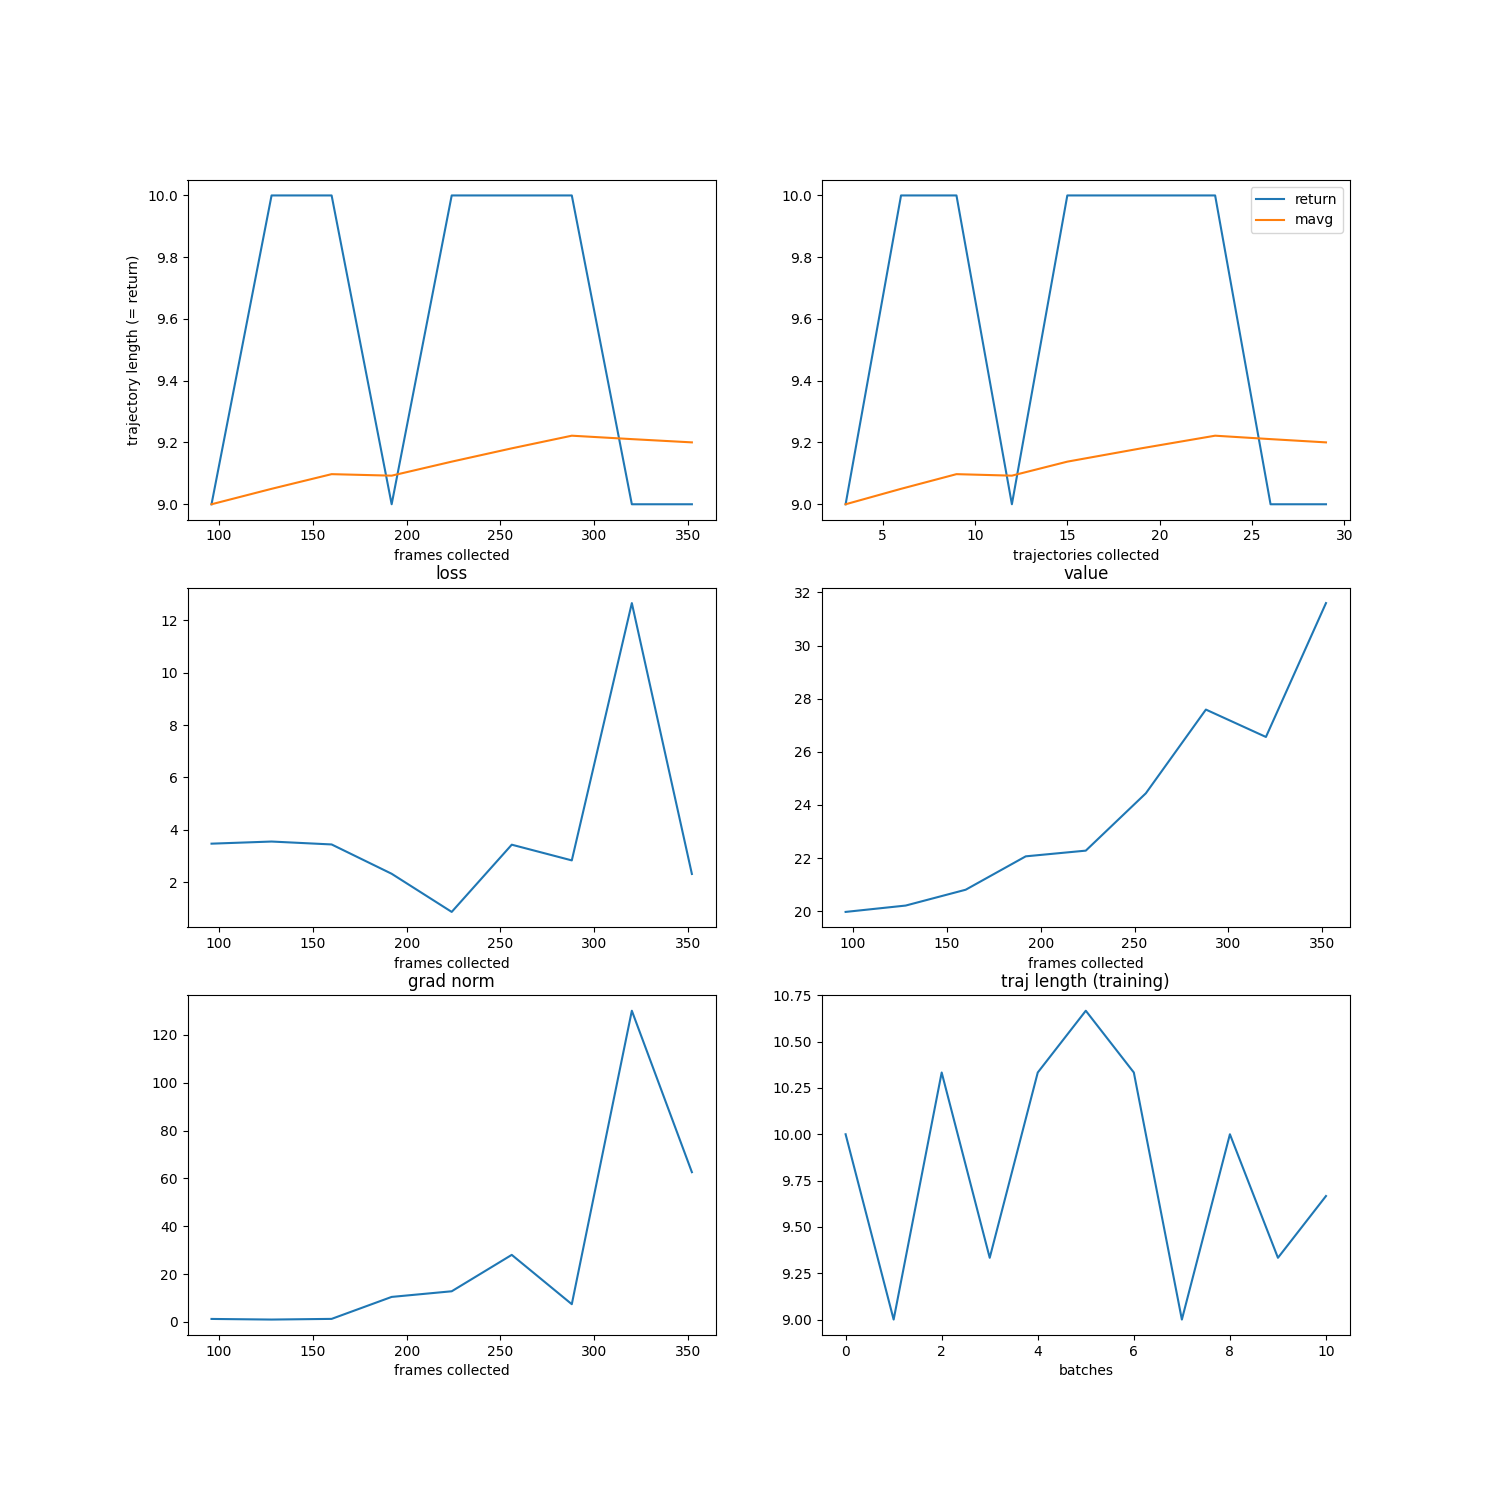 trajectory length (= return)
10.0
9.8
9.6
9.4
9.2
9.0
100 150 200 250 300 350
frames collected
10.0
9.8
9.6
9.4
9.2
9.0
5 10 15 20 25 30
trajectories collected
return
mavg
loss
12
10
8
6
4
2
100 150 200 250 300 350
frames collected
value
32
30
28
26
24
22
20
100 150 200 250 300 350
frames collected
grad norm
120
100
80
60
40
20
0
100 150 200 250 300 350
frames collected
traj length (training)
10.75
10.50
10.25
10.00
9.75
9.50
9.25
9.00
0 2 4 6 8 10
batches